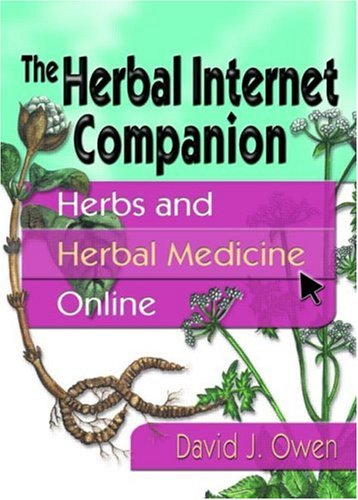 The Herbal Internet
Companion
Herbs and
Herbal Medicine
Online
David J. Owen